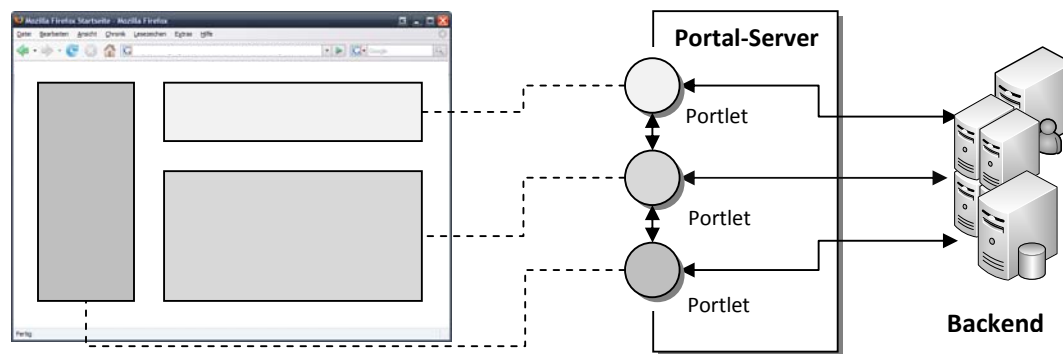 Mozilla Firefox Startseite - Mozilla Firefox
Datei Bearbeiten Ansicht Chronik Lesezeichen Extras Hilfe
Google
Portal-Server
Portlet
Portlet
Portlet
Backend
Fertig